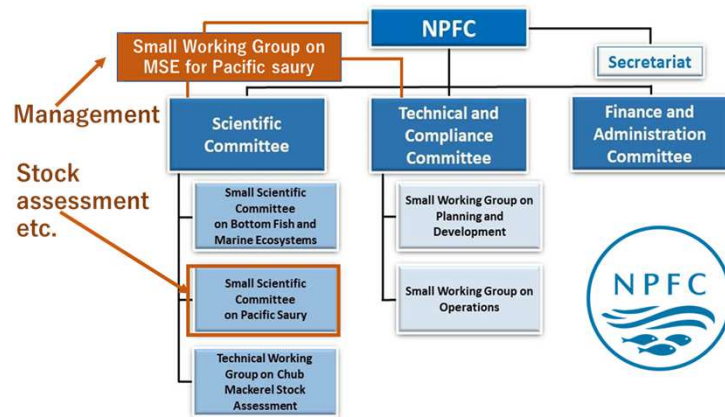 NPFC
Small Working Group on
MSE for Pacific saury
Secretariat
Management
Scientific
Committee
Technical and
Compliance
Committee
Finance and
Administration
Committee
Stock
assessment
etc.
Small Scientific
Committee
on Bottom Fish and
Marine Ecosystems
Small Working Group on
Planning and
Development
Small Scientific
Committee
on Pacific Saury
Small Working Group on
Operations
Technical Working
Group on Chub
Mackerel Stock
Assessment
NPFC